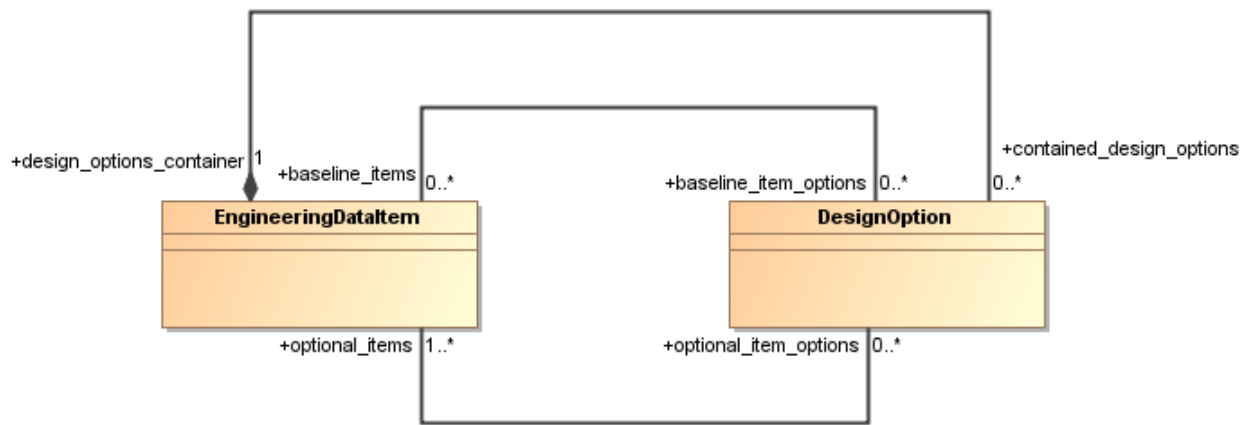 +design_options_container 1
+contained_design_options
+baseline_items 0..*
+baseline_item_options 0..*
0..*
EngineeringDataItem
DesignOption
+optional_items 1..*
+optional_item_options 0..*